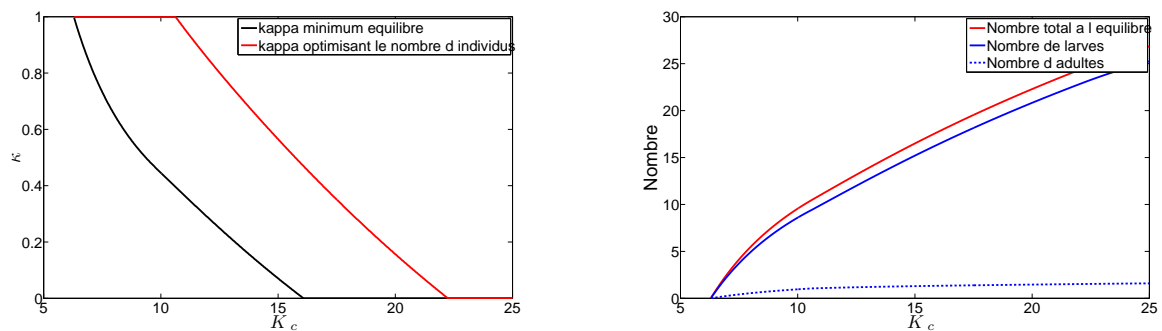 1
0.8
0.6
0.4
0.2
0
κ
5 10 15 20 25
K c
kappa minimum equilibre
kappa optimisant le nombre d individus
30
25
20
15
10
5
0
Nombre
5 10 15 20 25
K c
Nombre total a l equilibre
Nombre de larves
Nombre d adultes